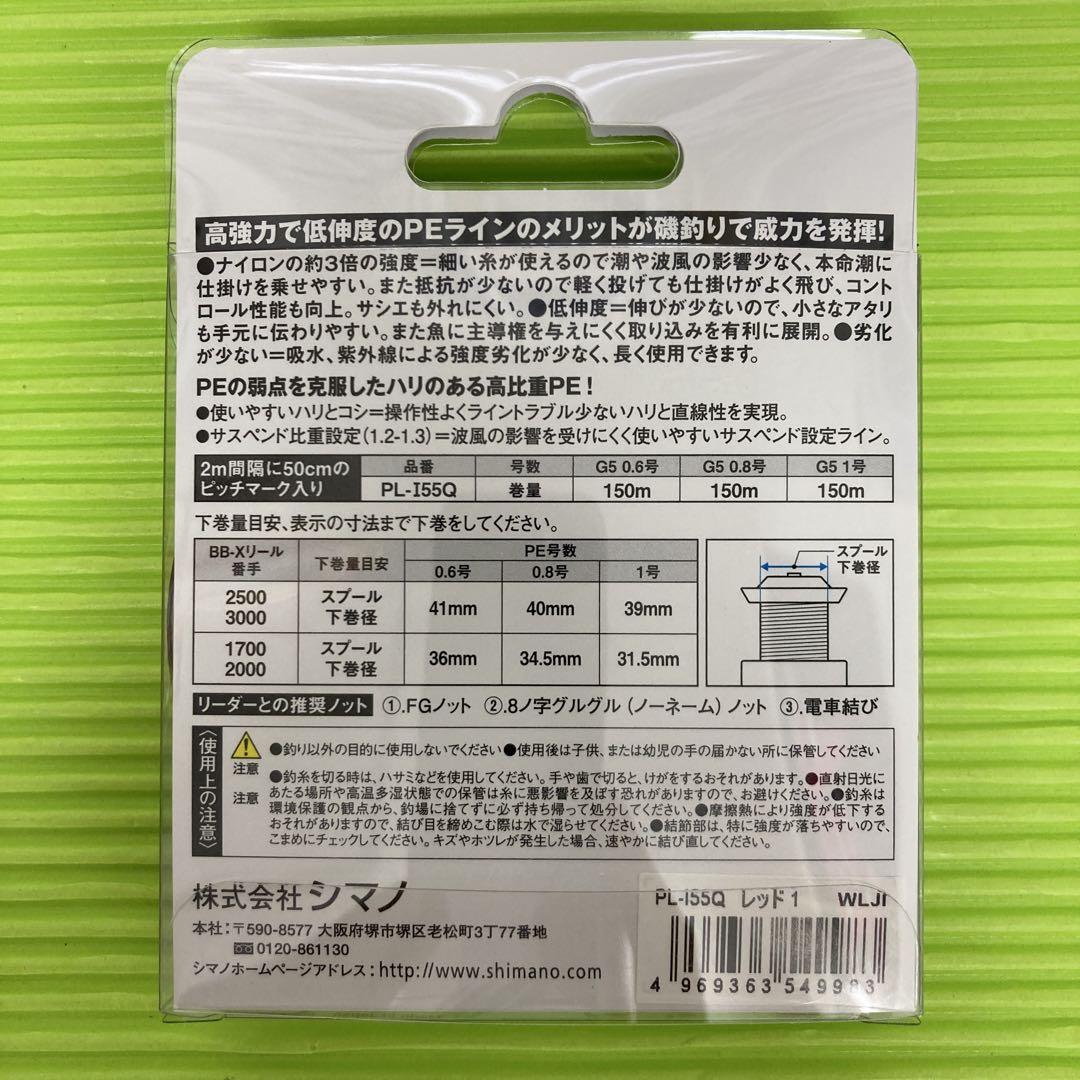 高強力で低伸度のPEラインのメリットが磯釣りで威力を発揮!
●ナイロンの約3倍の強度＝細い糸が使えるので潮や波風の影響少なく、本命潮に
仕掛けを乗せやすい。また抵抗が少ないので軽く投げても仕掛けがよく飛び、コント
ロール性能も向上。サシエも外れにくい。●低伸度＝伸びが少ないので、小さなアタリ
も手元に伝わりやすい。また魚に主導権を与えにくく取り込みを有利に展開。●劣化
が少ない＝吸水、紫外線による強度劣化が少なく、長く使用できます。
PEの弱点を克服したハリのある高比重PE！
●使いやすいハリとコシ＝操作性よくライントラブル少ないハリと直線性を実現。
●サスペンド比重設定(1.2-1.3)＝波風の影響を受けにくく使いやすいサスペンド設定ライン。
2m間隔に50cmの
ピッチマーク入り
品番 号数 G5 0.6号 G5 0.8号 G5 1号
PL-I55Q 巻量 150m 150m 150m
下巻量目安、表示の寸法まで下巻をしてください。
BB-Xリール
番手
下巻量目安
PE号数
0.6号 0.8号 1号
2500
3000
スプール
下巻径
41mm 40mm 39mm
1700
2000
スプール
下巻径
36mm 34.5mm 31.5mm
スプール
下巻径
リーダーとの推奨ノット ①.FGノット ②.8ノ字グルグル（ノーネーム）ノット ③.電車結び
〈使用上の注意〉
注意 ●釣り以外の目的に使用しないでください●使用後は子供、または幼児の手の届かない所に保管してください
注意
●釣糸を切る時は、ハサミなどを使用してください。手や歯で切ると、けがをするおそれがあります。●直射日光に
あたる場所や高温多湿状態での保管は糸に悪影響を及ぼす恐れがありますので、お避けください。●釣糸は
環境保護の観点から、釣場に捨てずに必ず持ち帰って処分してください。●摩擦熱により強度が低下する
おそれがありますので、結び目を締めこむ際は水で湿らせてください。●結節部は、特に強度が落ちやすいので、
こまめにチェックしてください。キズやホツレが発生した場合、速やかに結び直してください。
株式会社シマノ
本社：〒590-8577 大阪府堺市堺区老松町3丁77番地
0120-861130
シマノホームページアドレス：http://www.shimano.com
PL-I55Q レッド 1 WLJI
4 969363 549983